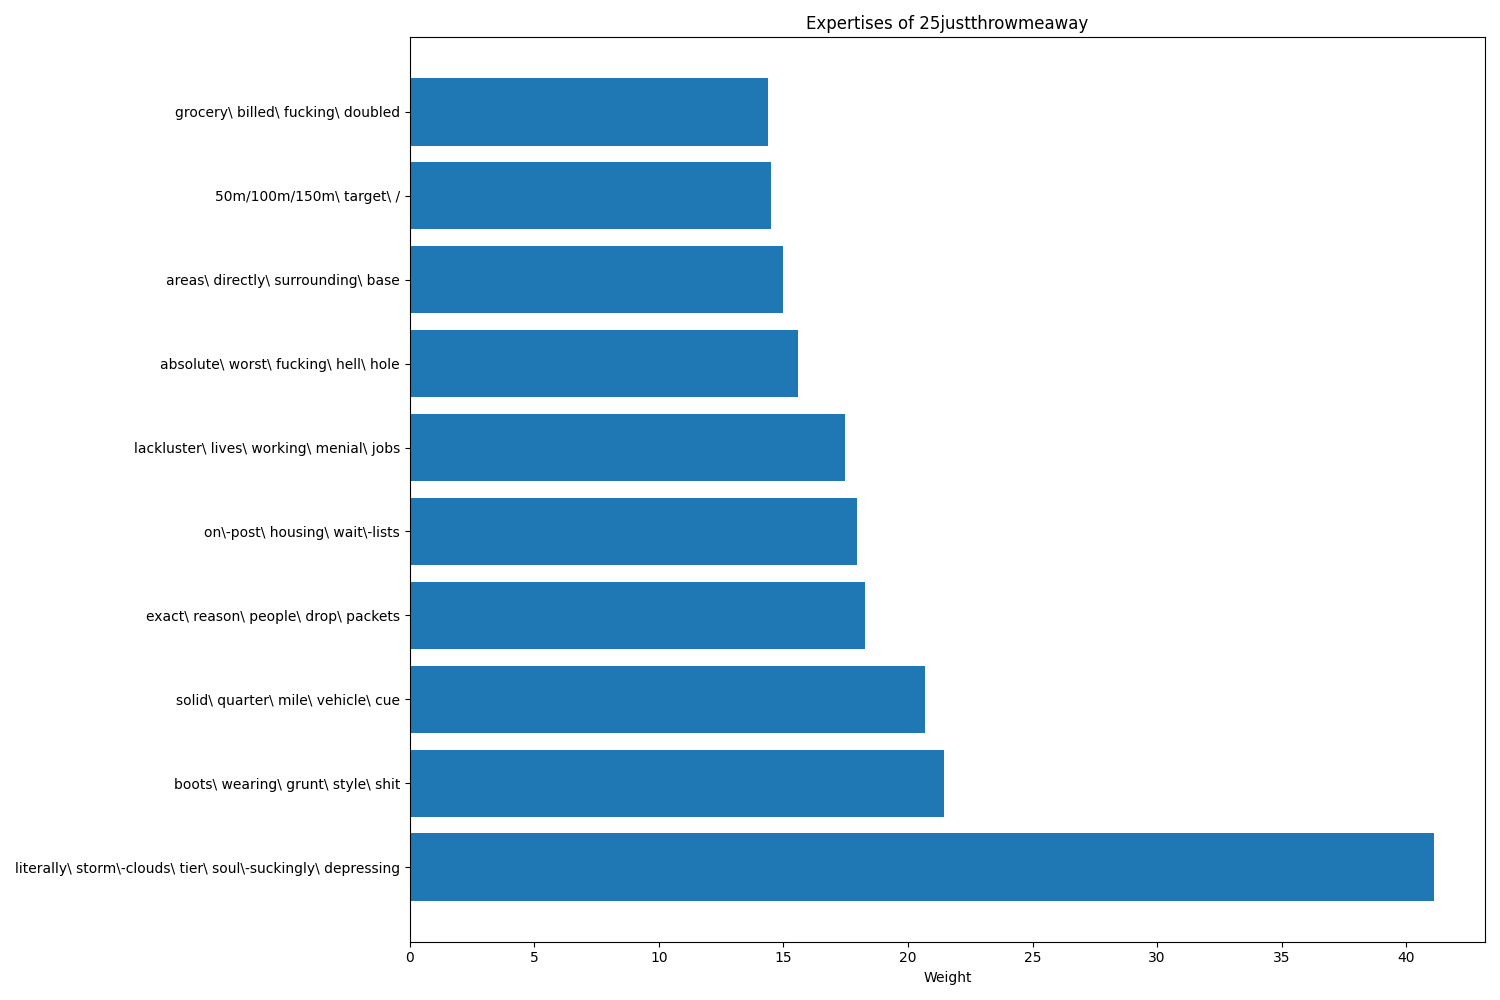 Expertises of 25justthrowmeaway
grocery\ billed\ fucking\ doubled
50m/100m/150m\ target\ /
areas\ directly\ surrounding\ base
absolute\ worst\ fucking\ hell\ hole
lackluster\ lives\ working\ menial\ jobs
on\-post\ housing\ wait\-lists
exact\ reason\ people\ drop\ packets
solid\ quarter\ mile\ vehicle\ cue
boots\ wearing\ grunt\ style\ shit
literally\ storm\-clouds\ tier\ soul\-suckingly\ depressing
0 5 10 15 20 25 30 35 40
Weight